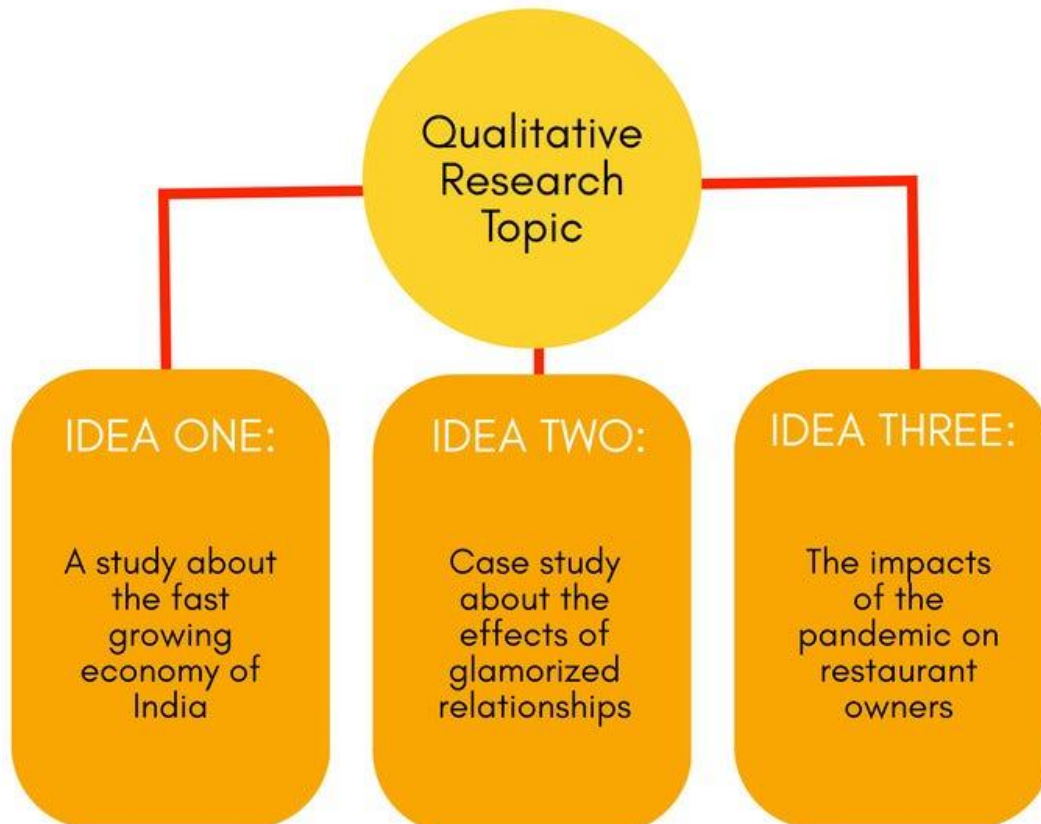 Qualitative
Research
Topic
IDEA ONE:
A study about
the fast
growing
economy of
India
IDEA TWO:
Case study
about the
effects of
glamorized
relationships
IDEA THREE:
The impacts
of the
pandemic on
restaurant
owners